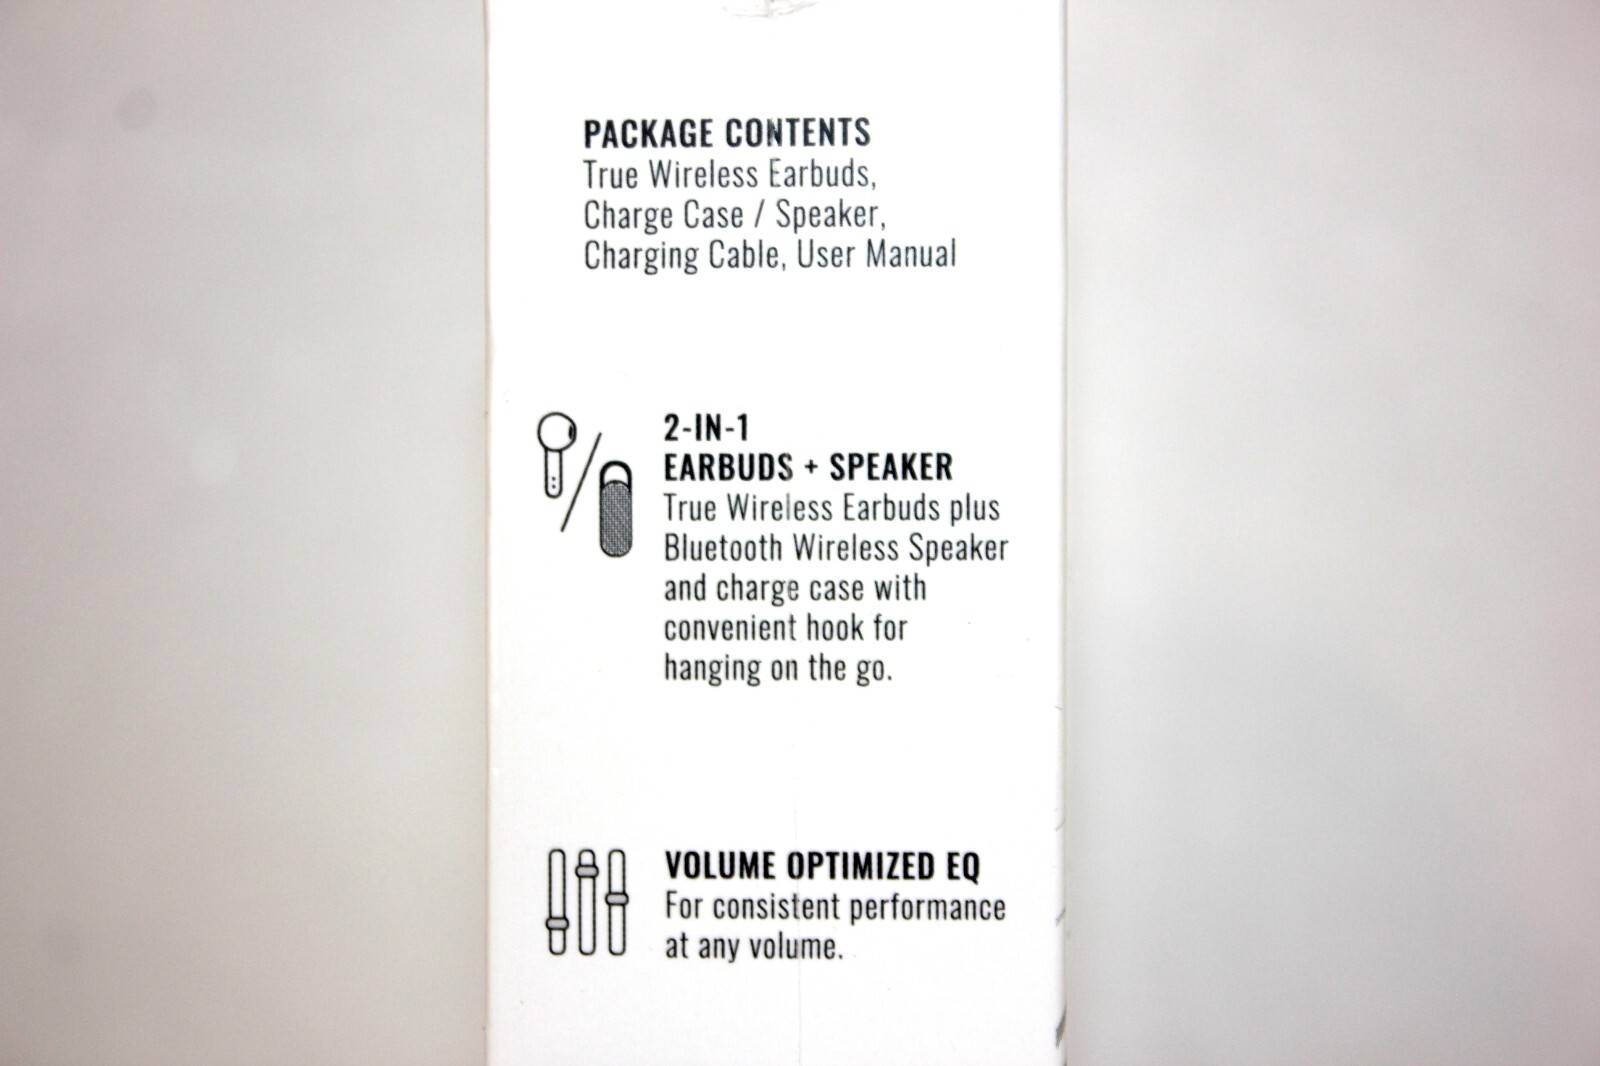 PACKAGE CONTENTS
True Wireless Earbuds,
Charge Case / Speaker,
Charging Cable, User Manual
2-IN-1
EARBUDS + SPEAKER
True Wireless Earbuds plus
Bluetooth Wireless Speaker
and charge case with
convenient hook for
hanging on the go.
VOLUME OPTIMIZED EQ
For consistent performance
at any volume.